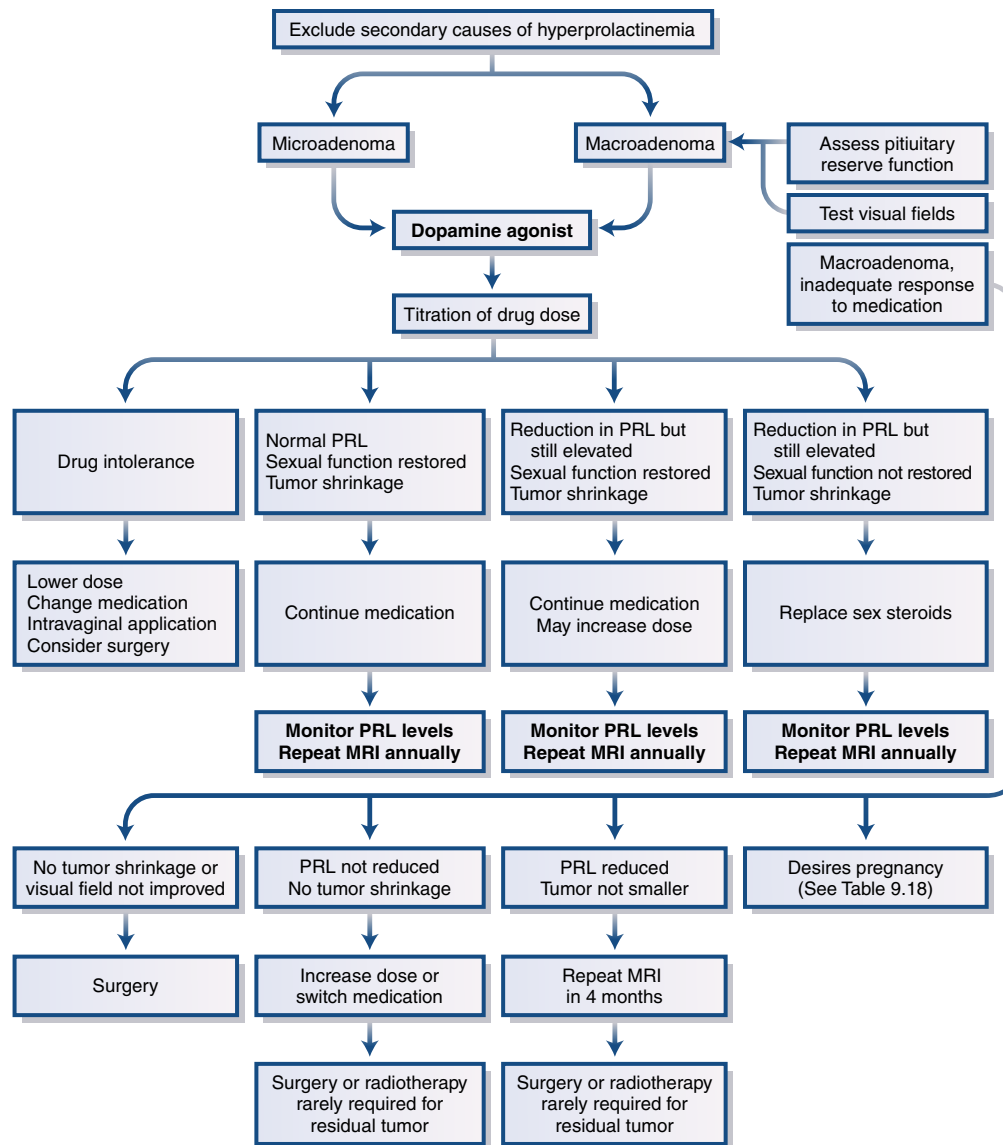 Exclude secondary causes of hyperprolactinemia
Microadenoma
Macroadenoma
Assess pitiuitary
reserve function
Test visual fields
Dopamine agonist
Macroadenoma,
inadequate response
to medication
Titration of drug dose
Drug intolerance
Normal PRL
Sexual function restored
Tumor shrinkage
Reduction in PRL but
still elevated
Sexual function restored
Tumor shrinkage
Reduction in PRL but
still elevated
Sexual function not restored
Tumor shrinkage
Lower dose
Change medication
Intravaginal application
Consider surgery
Continue medication
Continue medication
May increase dose
Replace sex steroids
Monitor PRL levels
Repeat MRI annually
Monitor PRL levels
Repeat MRI annually
Monitor PRL levels
Repeat MRI annually
No tumor shrinkage or
visual field not improved
PRL not reduced
No tumor shrinkage
PRL reduced
Tumor not smaller
Desires pregnancy
(See Table 9.18)
Surgery
Increase dose or
switch medication
Repeat MRI
in 4 months
Surgery or radiotherapy
rarely required for
residual tumor
Surgery or radiotherapy
rarely required for
residual tumor